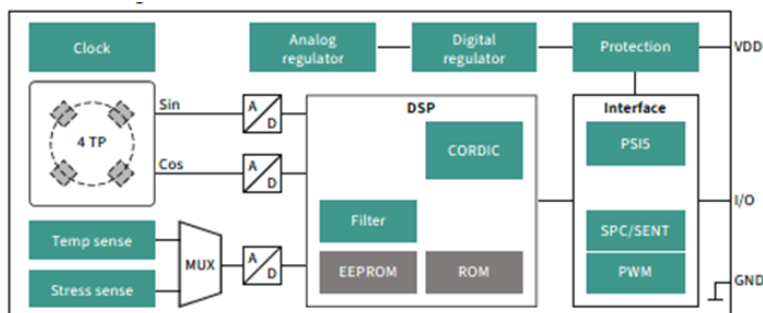 Clock
Analog
regulator
Digital
regulator
Protection
VDD
Sin
A
D
DSP
Interface
4 TP
CORDIC
PSI5
Cos
A
D
I/O
Filter
SPC/SENT
Temp sense
MUX
A
D
EEPROM
ROM
PWM
GND
Stress sense